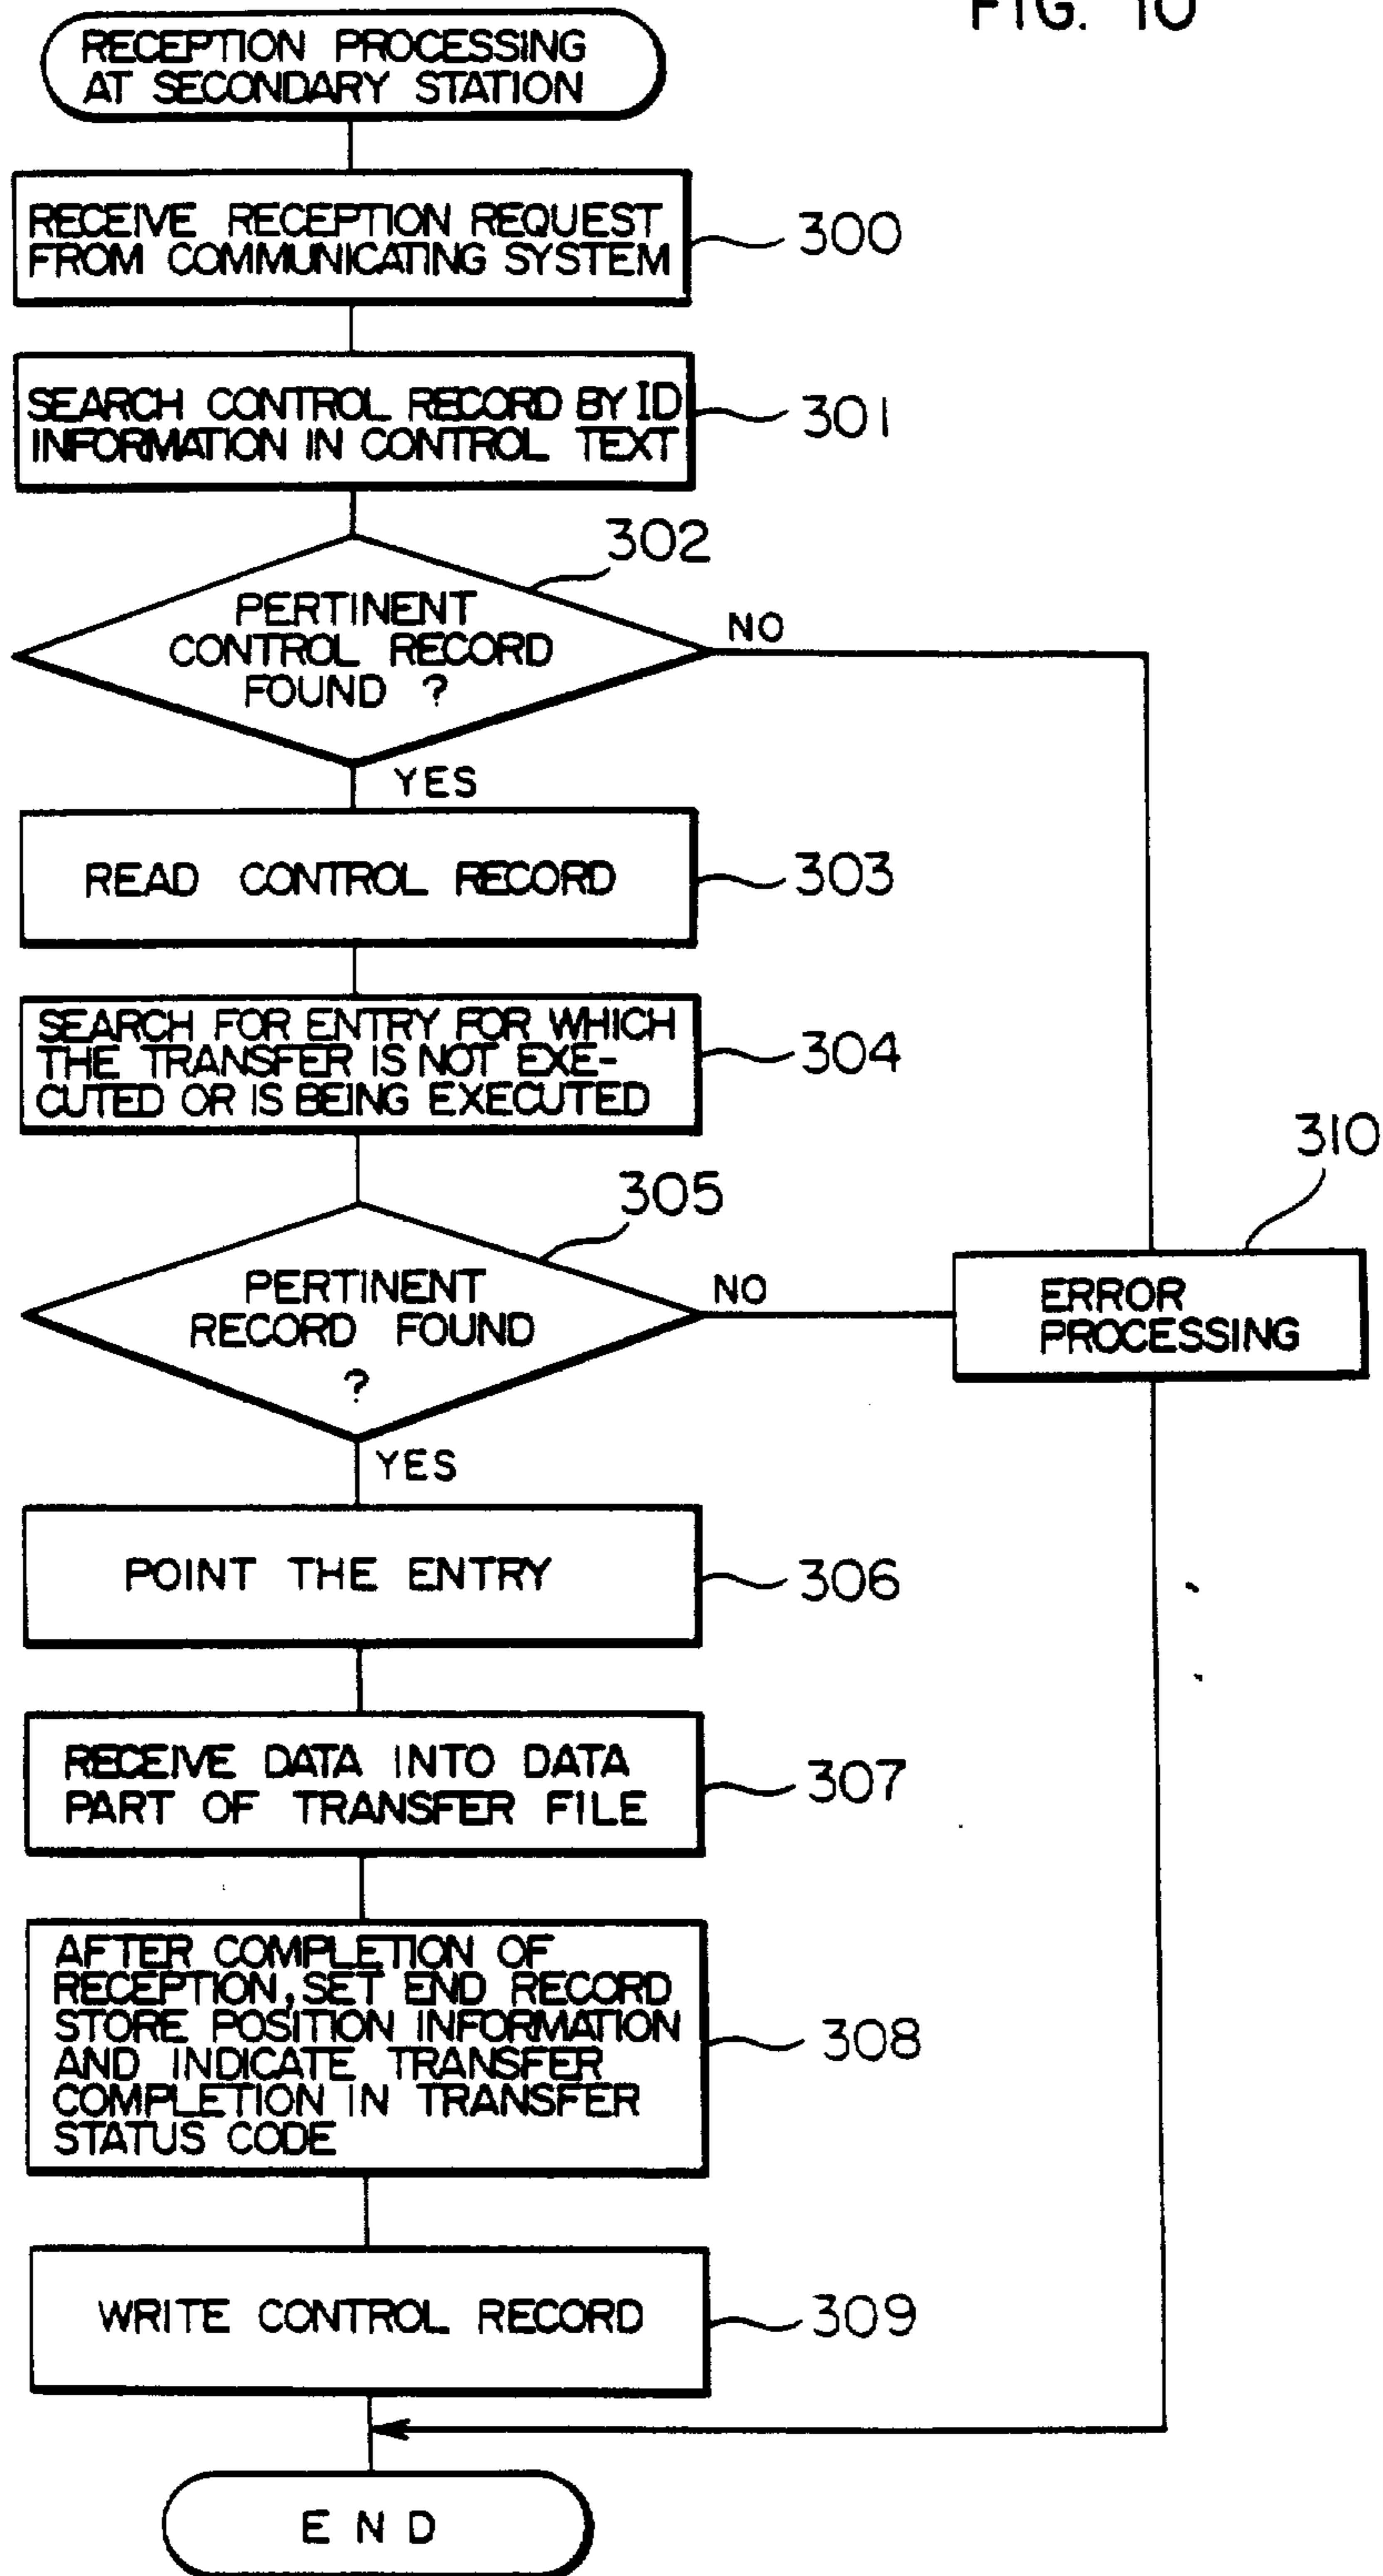 FIG. 10
RECEPTION PROCESSING
AT SECONDARY STATION
RECEIVE RECEPTION REQUEST
FROM COMMUNICATING SYSTEM
300
SEARCH CONTROL RECORD BY ID
INFORMATION IN CONTROL TEXT
301
302
PERTINENT
CONTROL RECORD
FOUND ?
NO
YES
READ CONTROL RECORD
303
SEARCH FOR ENTRY FOR WHICH
THE TRANSFER IS NOT EXE-
CUTED OR IS BEING EXECUTED
304
305
PERTINENT
RECORD FOUND
?
NO
310
ERROR
PROCESSING
YES
POINT THE ENTRY
306
RECEIVE DATA INTO DATA
PART OF TRANSFER FILE
307
AFTER COMPLETION OF
RECEPTION, SET END RECORD
STORE POSITION INFORMATION
AND INDICATE TRANSFER
COMPLETION IN TRANSFER
STATUS CODE
308
WRITE CONTROL RECORD
309
END